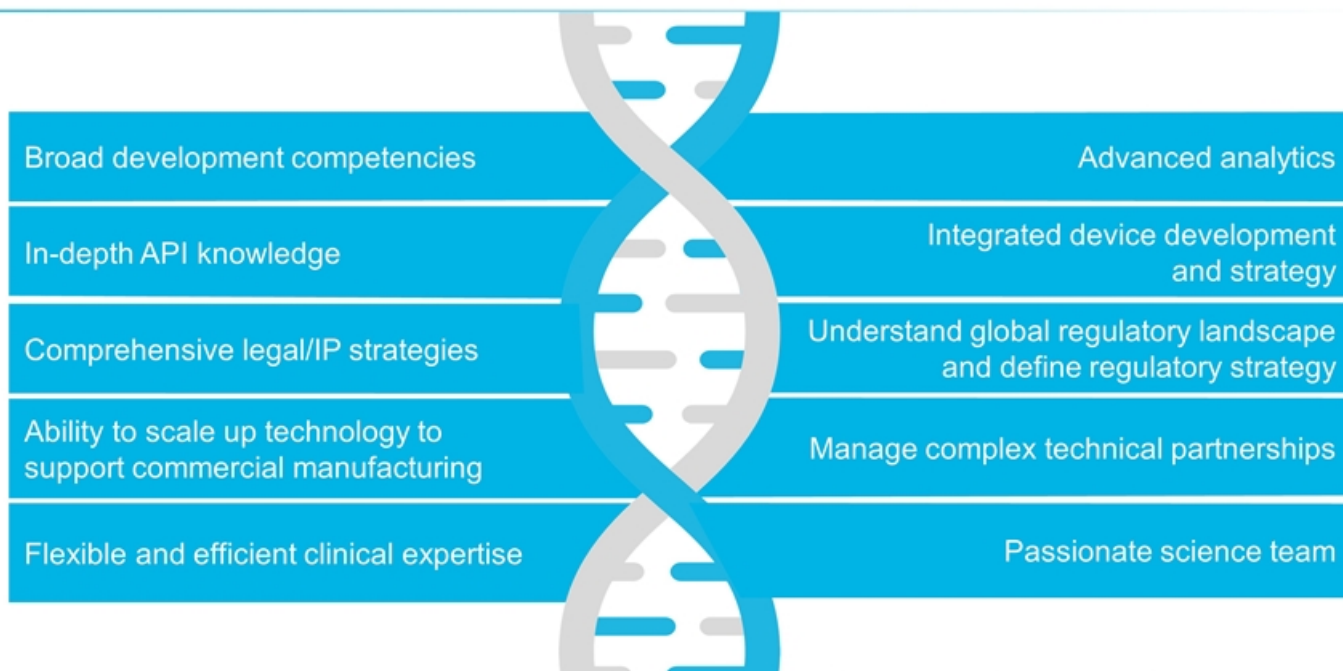 Broad development competencies
In-depth API knowledge
Comprehensive legal/IP strategies
Ability to scale up technology to
support commercial manufacturing
Flexible and efficient clinical expertise
Advanced analytics
Integrated device development
and strategy
Understand global regulatory landscape
and define regulatory strategy
Manage complex technical partnerships
Passionate science team